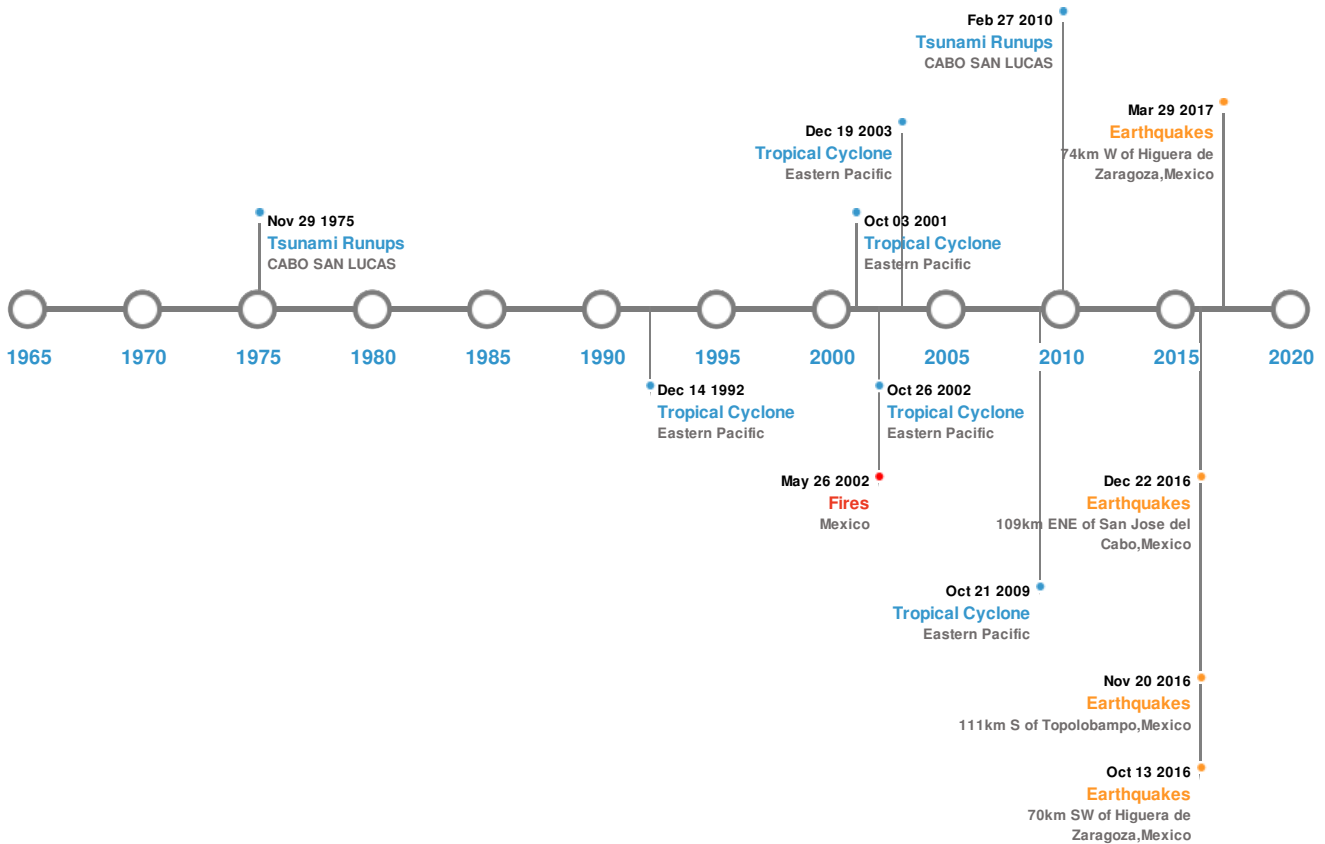 Feb 27 2010
Tsunami Runups
CABO SAN LUCAS
Mar 29 2017
Earthquakes
74km W of Higuera de
Zaragoza,Mexico
Dec 19 2003
Tropical Cyclone
Eastern Pacific
Nov 29 1975
Tsunami Runups
CABO SAN LUCAS
Oct 03 2001
Tropical Cyclone
Eastern Pacific
1965
1970
1975
1980
1985
1990
1995
2000
2005
2010
2015
2020
Dec 14 1992
Tropical Cyclone
Eastern Pacific
Oct 26 2002
Tropical Cyclone
Eastern Pacific
May 26 2002
Fires
Mexico
Dec 22 2016
Earthquakes
109km ENE of San Jose del
Cabo,Mexico
Oct 21 2009
Tropical Cyclone
Eastern Pacific
Nov 20 2016
Earthquakes
111km S of Topolobampo,Mexico
Oct 13 2016
Earthquakes
70km SW of Higuera de
Zaragoza,Mexico